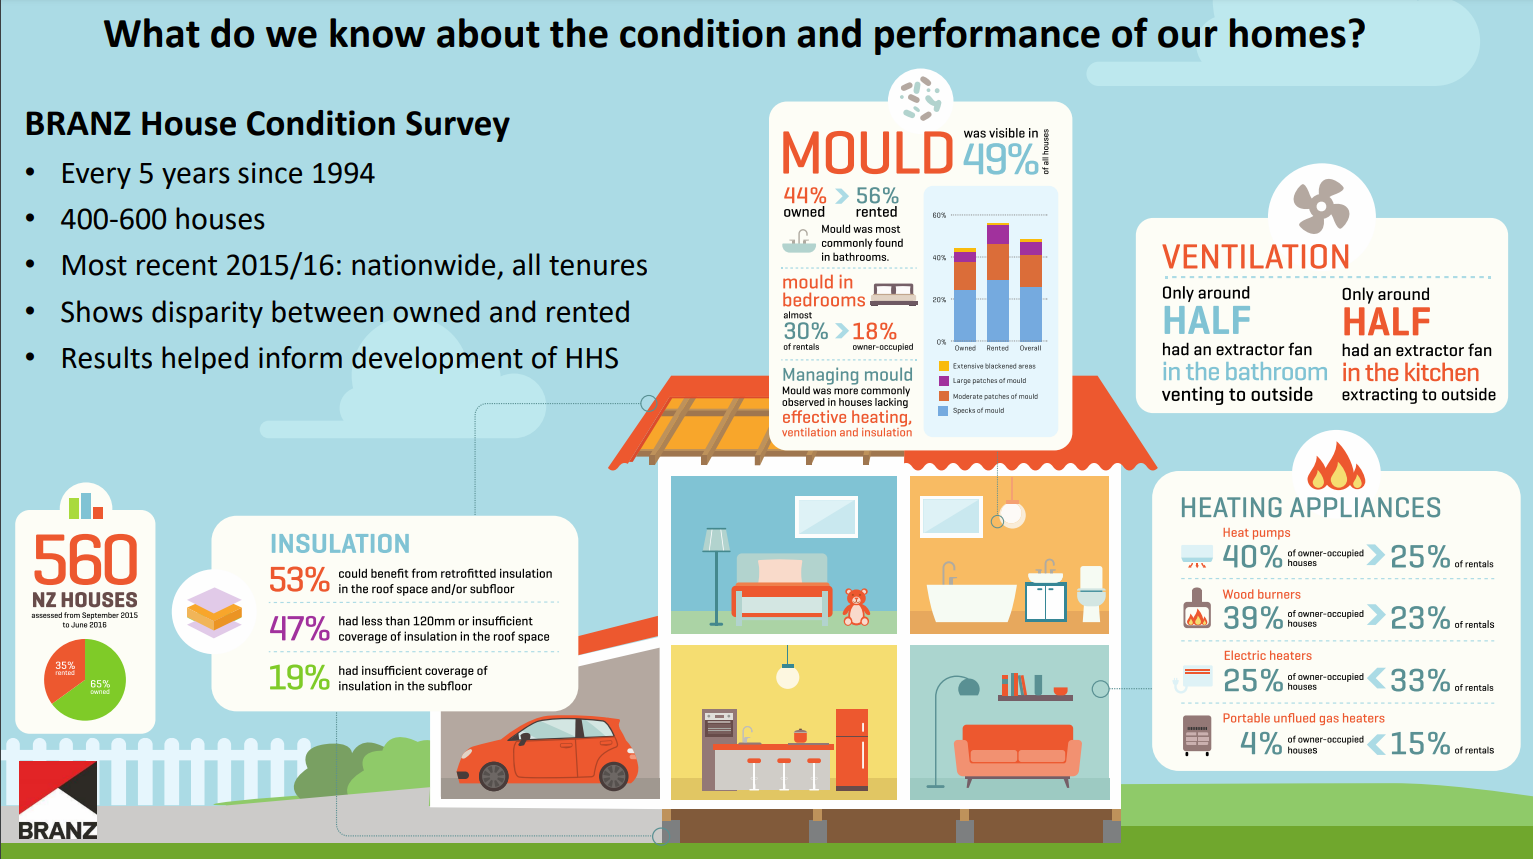 What do we know about the condition and performance of our homes?
BRANZ House Condition Survey
• Every 5 years since 1994
• 400-600 houses
• Most recent 2015/16: nationwide, all tenures
• Shows disparity between owned and rented
• Results helped inform development of HHS
MOULD
was visible in
49%
of all houses
44% 56%
owned rented
Mould was most
commonly found
in bathrooms.
mould in
bedrooms
almost
30% 18%
of rentals owner-occupied
Managing mould
Mould was more commonly
observed in houses lacking
effective heating,
ventilation and insulation
60%
40%
20%
0%
Owned Rented Overall
Extensive blackened areas
Large patches of mould
Moderate patches of mould
Specks of mould
VENTILATION
Only around
HALF
had an extractor fan
in the bathroom
venting to outside
Only around
HALF
had an extractor fan
in the kitchen
extracting to outside
560
NZ HOUSES
assessed from September 2015
to June 2016
35%
rented
65%
owned
INSULATION
53%
could benefit from retrofitted insulation
in the roof space and/or subfloor
47%
had less than 120mm or insufficient
coverage of insulation in the roof space
19%
had insufficient coverage of
insulation in the subfloor
HEATING APPLIANCES
Heat pumps
40% of owner-occupied
houses
25% of rentals
Wood burners
39% of owner-occupied
houses
23% of rentals
Electric heaters
25% of owner-occupied
houses
33% of rentals
Portable unflued gas heaters
4% of owner-occupied
houses
15% of rentals
BRANZ